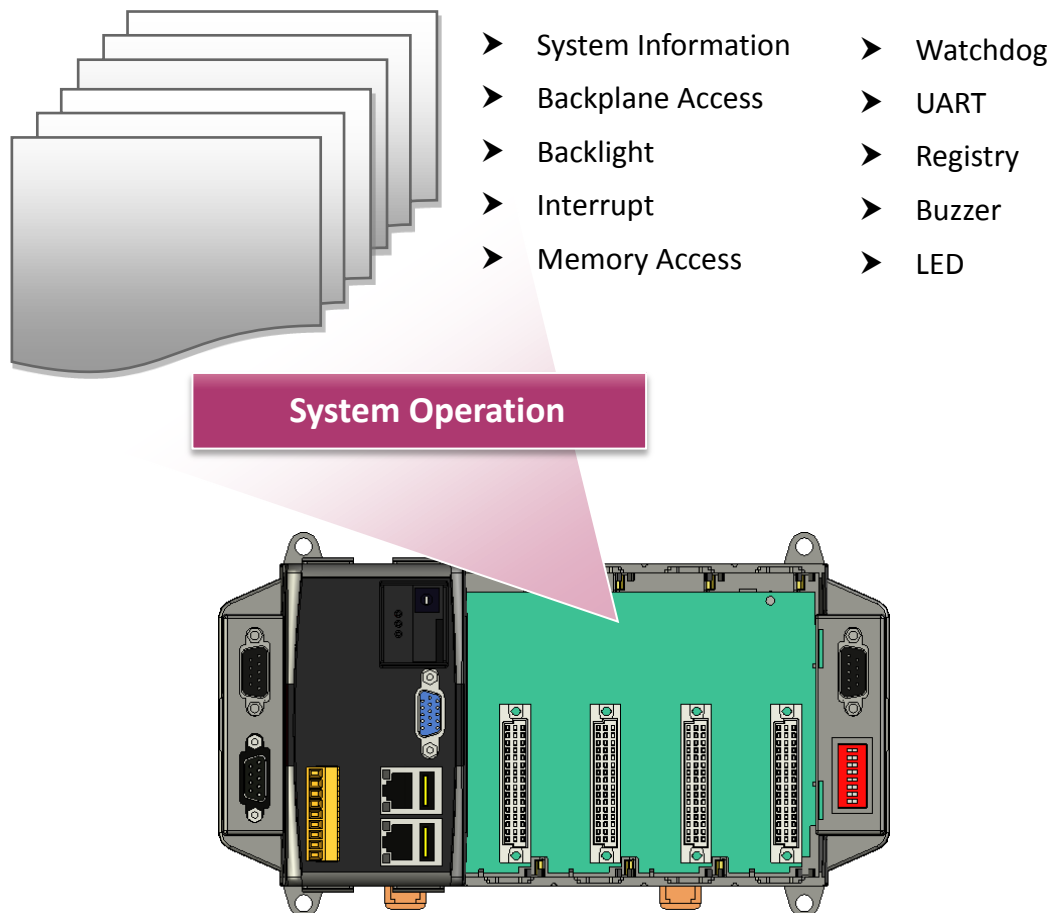 System Information
Backplane Access
Backlight
Interrupt
Memory Access
Watchdog
UART
Registry
Buzzer
LED
System Operation